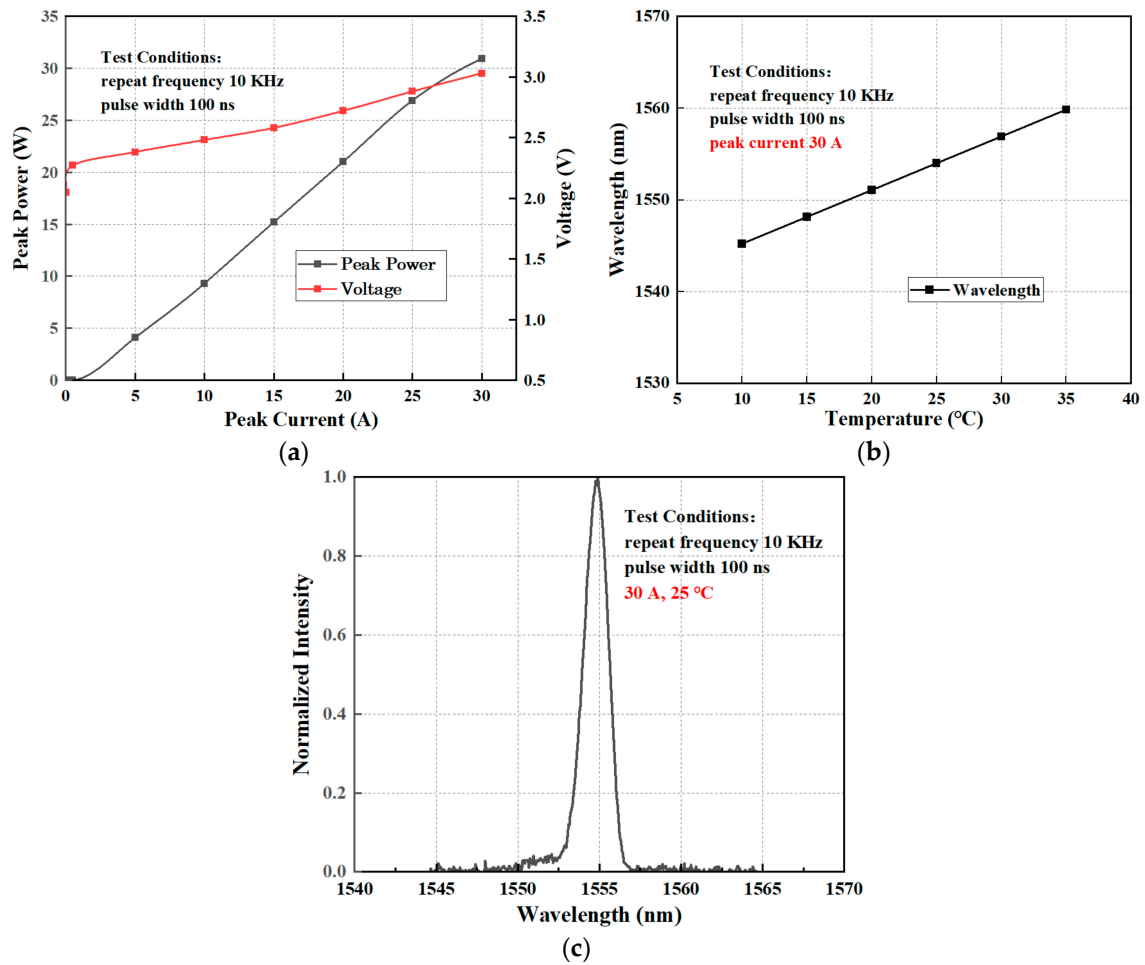 35
30
25
20
15
10
5
0
Peak Power (W)
Test Conditions:
repeat frequency 10 KHz
pulse width 100 ns
Peak Power
Voltage
3.5
3.0
2.5
2.0
1.5
1.0
0.5
Voltage (V)
0 5 10 15 20 25 30
Peak Current (A)
(a)
1570
1560
1550
1540
1530
Wavelength (nm)
Test Conditions:
repeat frequency 10 KHz
pulse width 100 ns
peak current 30 A
Wavelength
5 10 15 20 25 30 35 40
Temperature (°C)
(b)
1.0
0.8
0.6
0.4
0.2
0.0
Normalized Intensity
Test Conditions:
repeat frequency 10 KHz
pulse width 100 ns
30 A, 25 °C
1540 1545 1550 1555 1560 1565 1570
Wavelength (nm)
(c)